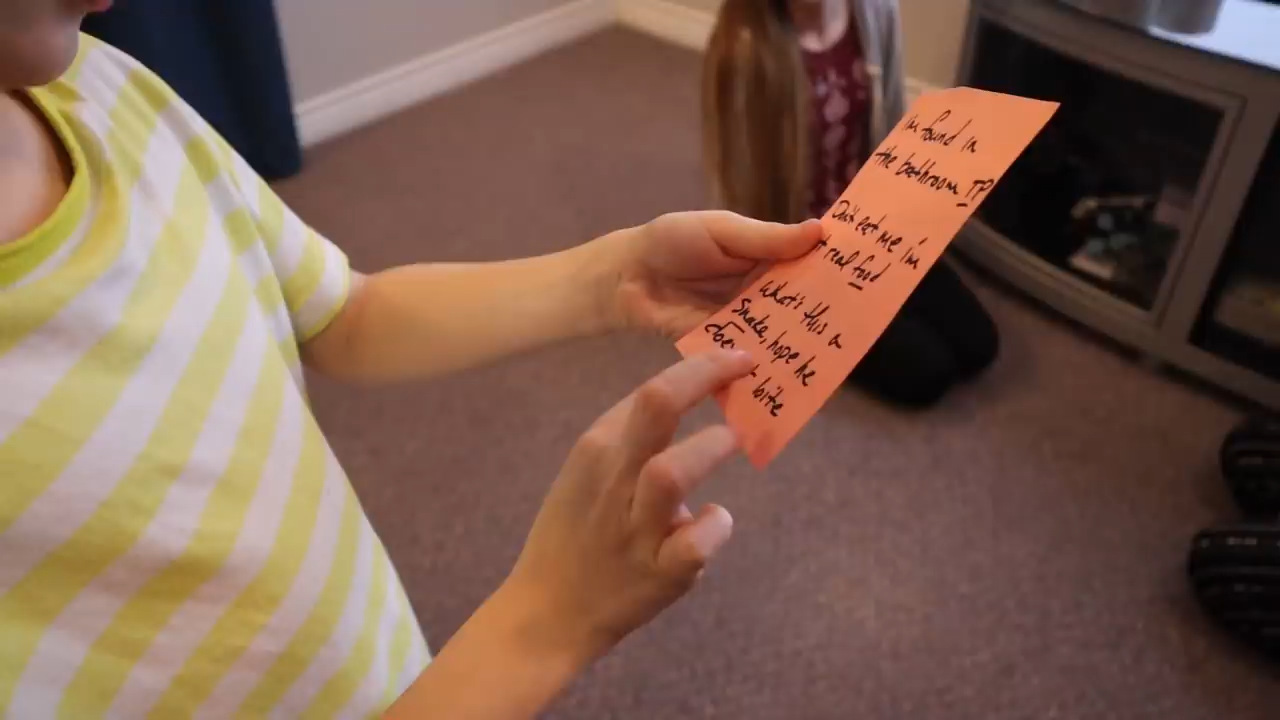 I'm found in
the bathroom TP
Don't eat me i'm
real food
What's this a
Snake, hope he
bite